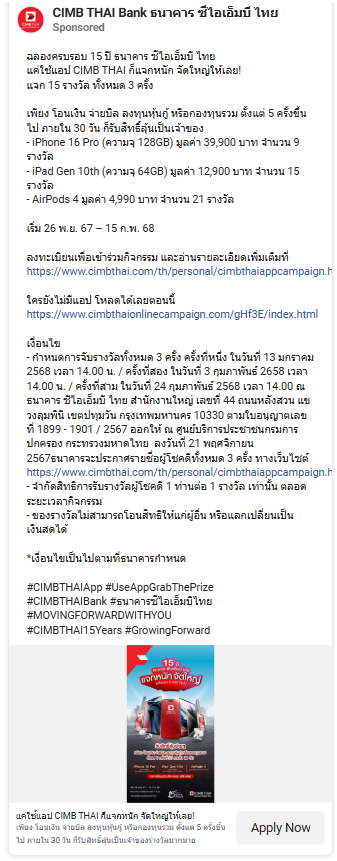 CIMB THAI Bank ธนาคาร ซีไอเอ็มบี ไทย
Sponsored
ฉลองครบรอบ 15 ปี ธนาคาร ซีไอเอ็มบี ไทย
แค่ใช้แอป CIMB THAI ก็แจกหนัก จัดใหญ่ให้เลย!
แจก 15 รางวัล ทั้งหมด 3 ครั้ง
เพียง โอนเงิน จ่ายบิล ลงทุนหุ้นกู้ หรือกองทุนรวม ตั้งแต่ 5 ครั้งขึ้น
ไป ภายใน 30 วัน ก็รับสิทธิ์ลุ้นเป็นเจ้าของ
- iPhone 16 Pro (ความจุ 128GB) มูลค่า 39,900 บาท จำนวน 9
รางวัล
- iPad Gen 10th (ความจุ 64GB) มูลค่า 12,900 บาท จำนวน 15
รางวัล
- AirPods 4 มูลค่า 4,990 บาท จำนวน 21 รางวัล
เริ่ม 26 พ.ย. 67 – 15 ก.พ. 68
ลงทะเบียนเพื่อเข้าร่วมกิจกรรม และอ่านรายละเอียดเพิ่มเติมที่
https://www.cimbthai.com/th/personal/cimbthaiappcampaign.h
ใครยังไม่มีแอป โหลดได้เลยตอนนี้
https://www.cimbthaionlinecampaign.com/gHf3E/index.html
เงื่อนไข
- กำหนดการจับรางวัลทั้งหมด 3 ครั้ง ครั้งที่หนึ่ง ในวันที่ 13 มกราคม
2568 เวลา 14.00 น. / ครั้งที่สอง ในวันที่ 3 กุมภาพันธ์ 2658 เวลา
14.00 น. / ครั้งที่สาม ในวันที่ 24 กุมภาพันธ์ 2568 เวลา 14.00 ณ
ธนาคาร ซีไอเอ็มบี ไทย สำนักงานใหญ่ เลขที่ 44 ถนนหลังสวน แข
วงลุมพินี เขตปทุมวัน กรุงเทพมหานคร 10330 ตามใบอนุญาตเลข
ที่ 1899 - 1901 / 2567 ออกให้ ณ ศูนย์บริการประชาชนกรมการ
ปกครอง กระทรวงมหาดไทย ลงวันที่ 21 พฤศจิกายน
2567ธนาคารจะประกาศรายชื่อผู้โชคดีทั้งหมด 3 ครั้ง ทางเว็บไซต์
https://www.cimbthai.com/th/personal/cimbthaiappcampaign.h
- จำกัดสิทธิการรับรางวัลผู้โชคดี 1 ท่านต่อ 1 รางวัล เท่านั้น ตลอด
ระยะเวลากิจกรรม
- ของรางวัลไม่สามารถโอนสิทธิให้แก่ผู้อื่น หรือแลกเปลี่ยนเป็น
เงินสดได้
*เงื่อนไขเป็นไปตามที่ธนาคารกำหนด
#CIMBTHAIApp #UseAppGrabThePrize
#CIMBTHAIBank #ธนาคารซีไอเอ็มบีไทย
#MOVINGFORWARDWITHYOU
#CIMBTHAI15Years #GrowingForward
15 ปี
แจกหนัก จัดใหญ่
แค่ใช้แอป CIMB THAI ก็แจกหนัก จัดใหญ่ให้เลย!
เพียง โอนเงิน จ่ายบิล ลงทุนหุ้นกู้ หรือกองทุนรวม ตั้งแต่ 5 ครั้งขึ้น
ไป ภายใน 30 วัน ก็รับสิทธิ์ลุ้นเป็นเจ้าของรางวัลมากมาย
Apply Now